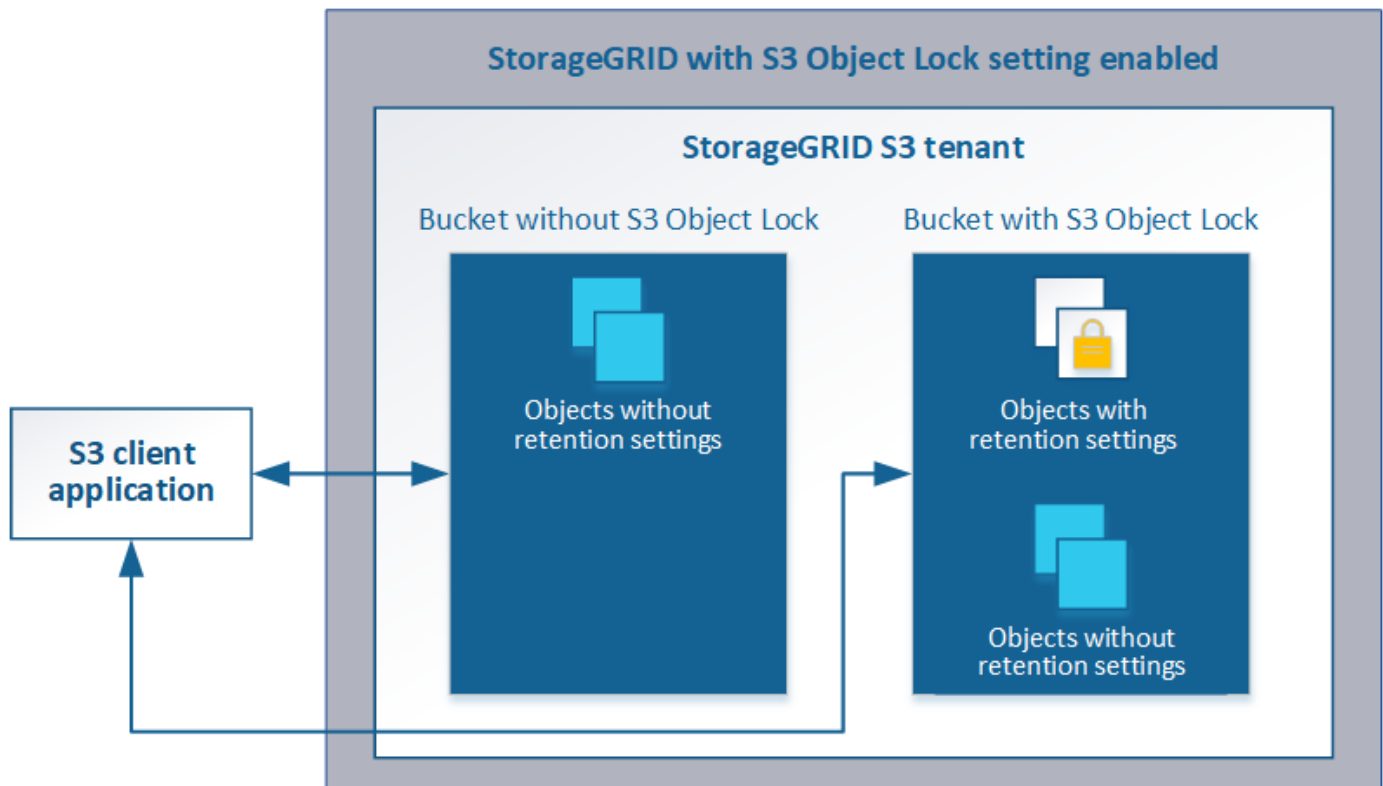 StorageGRID with S3 Object Lock setting enabled
StorageGRID S3 tenant
Bucket without S3 Object Lock
Bucket with S3 Object Lock
Objects without
retention settings
Objects with
retention settings
S3 client
application
Objects without
retention settings